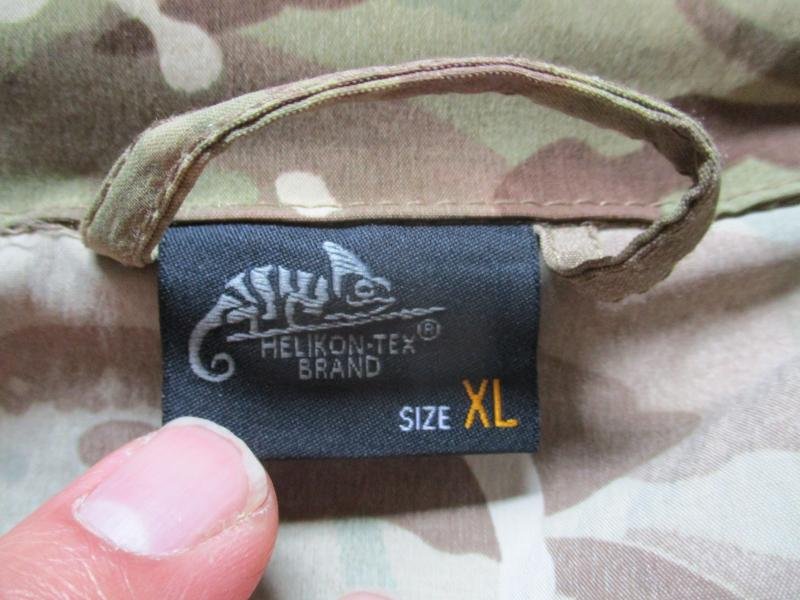 HELIKON-TEX®
BRAND
SIZE XL